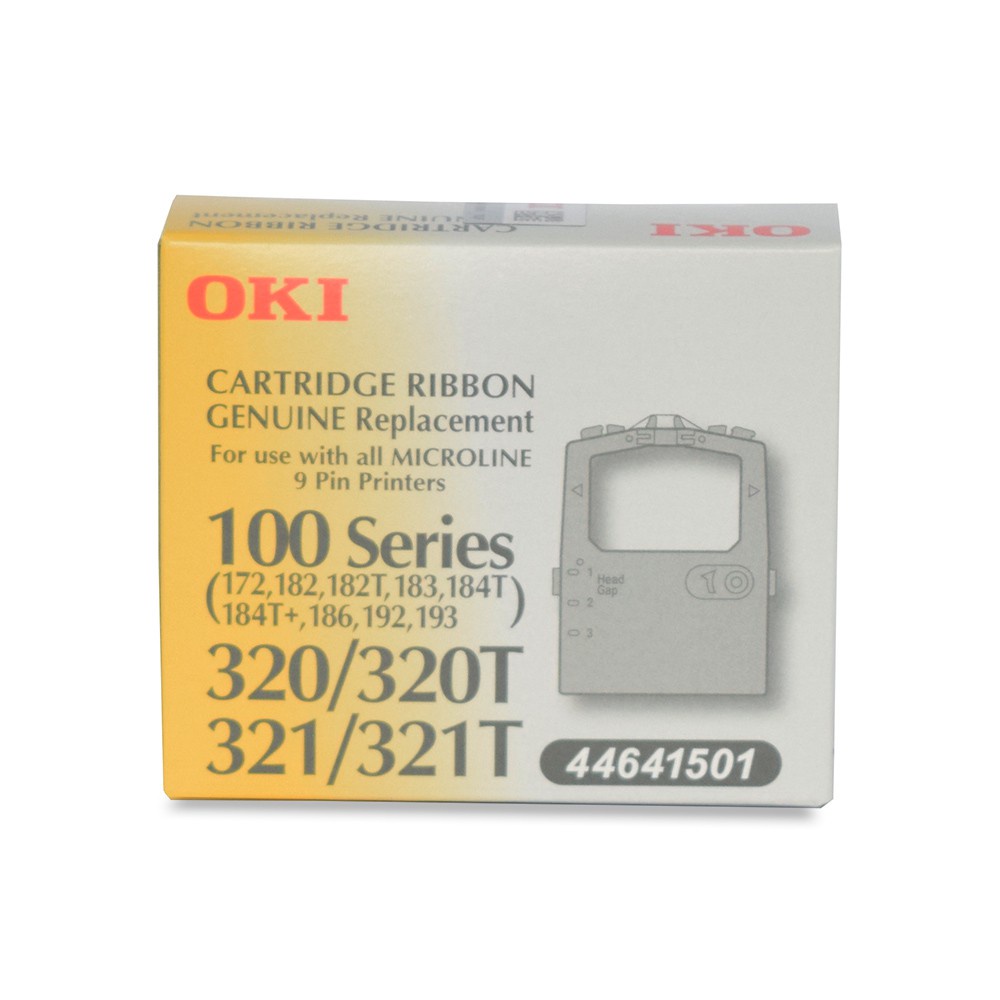 CARTRIDGE RIBBON
GENUINE Replacement
OKI
OKI
CARTRIDGE RIBBON
GENUINE Replacement
For use with all MICROLINE
9 Pin Printers
100 Series
(172,182,182T,183,184T
184T+,186,192,193)
320/320T
321/321T
1 Head
Gap
2
3
44641501